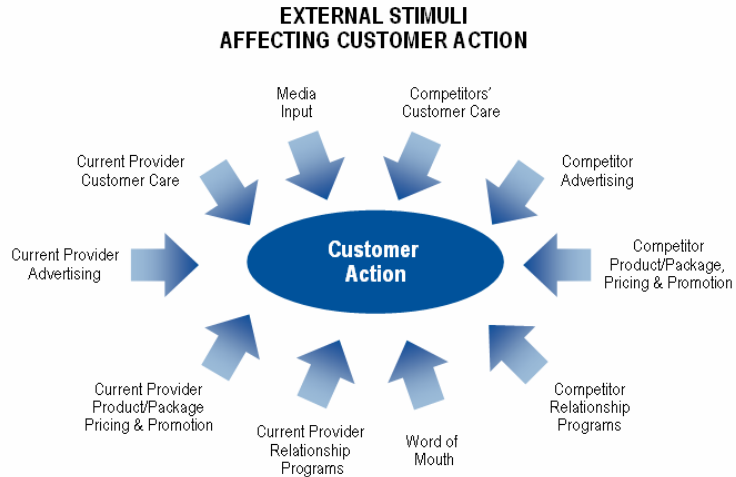 EXTERNAL STIMULI
AFFECTING CUSTOMER ACTION
Media
Input
Competitors'
Customer Care
Current Provider
Customer Care
Competitor
Advertising
Current Provider
Advertising
Customer
Action
Competitor
Product/Package,
Pricing & Promotion
Current Provider
Product/Package
Pricing & Promotion
Current Provider
Relationship
Programs
Word of
Mouth
Competitor
Relationship
Programs